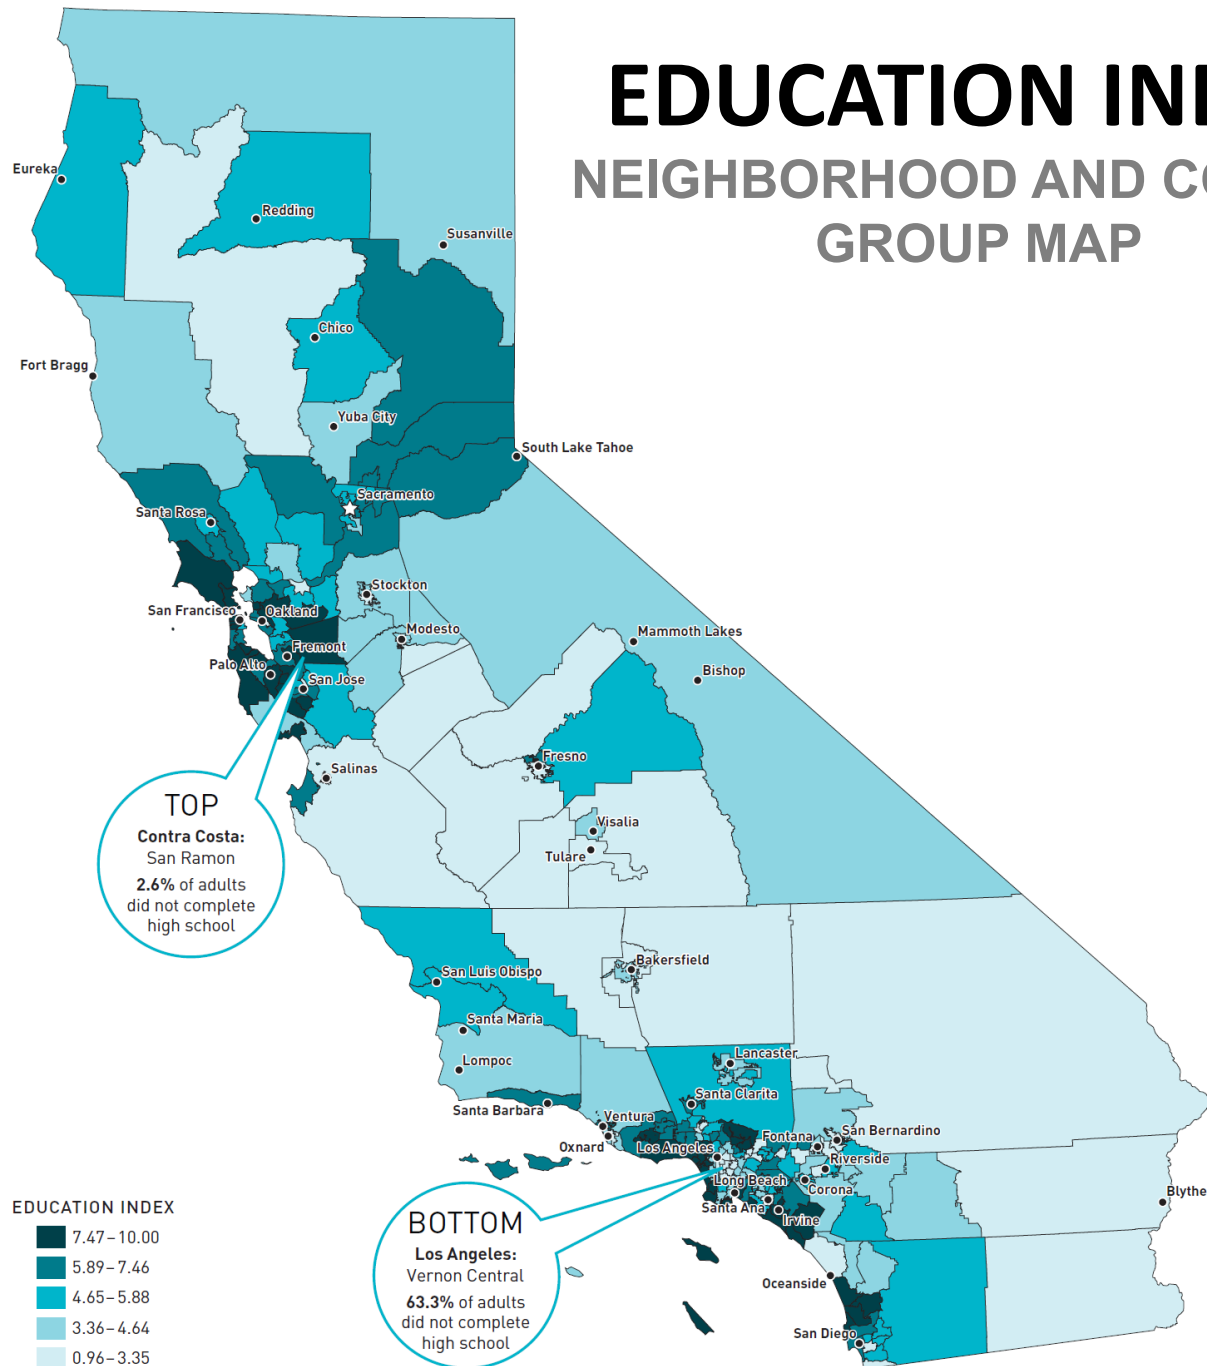 EDUCATION IN
NEIGHBORHOOD AND
GROUP MAP
Eureka
Redding
Susanville
Chico
Fort Bragg
Yuba City
South Lake Tahoe
Sacramento
Santa Rosa
Stockton
San Francisco
Oakland
Modesto
Mammoth Lakes
Fremont
Palo Alto
San Jose
Bishop
Fresno
Salinas
TOP
Contra Costa:
San Ramon
2.6% of adults
did not complete
high school
Visalia
Tulare
Bakersfield
San Luis Obispo
Santa Maria
Lompoc
Lancaster
Santa Clarita
Santa Barbara
Ventura
Oxnard
Los Angeles
Fontana
San Bernardino
Riverside
Long Beach
Corona
Santa Ana
Irvine
Blythe
BOTTOM
Los Angeles:
Vernon Central
63.3% of adults
did not complete
high school
Oceanside
San Diego
EDUCATION INDEX
7.47–10.00
5.89–7.46
4.65–5.88
3.36–4.64
0.96–3.35